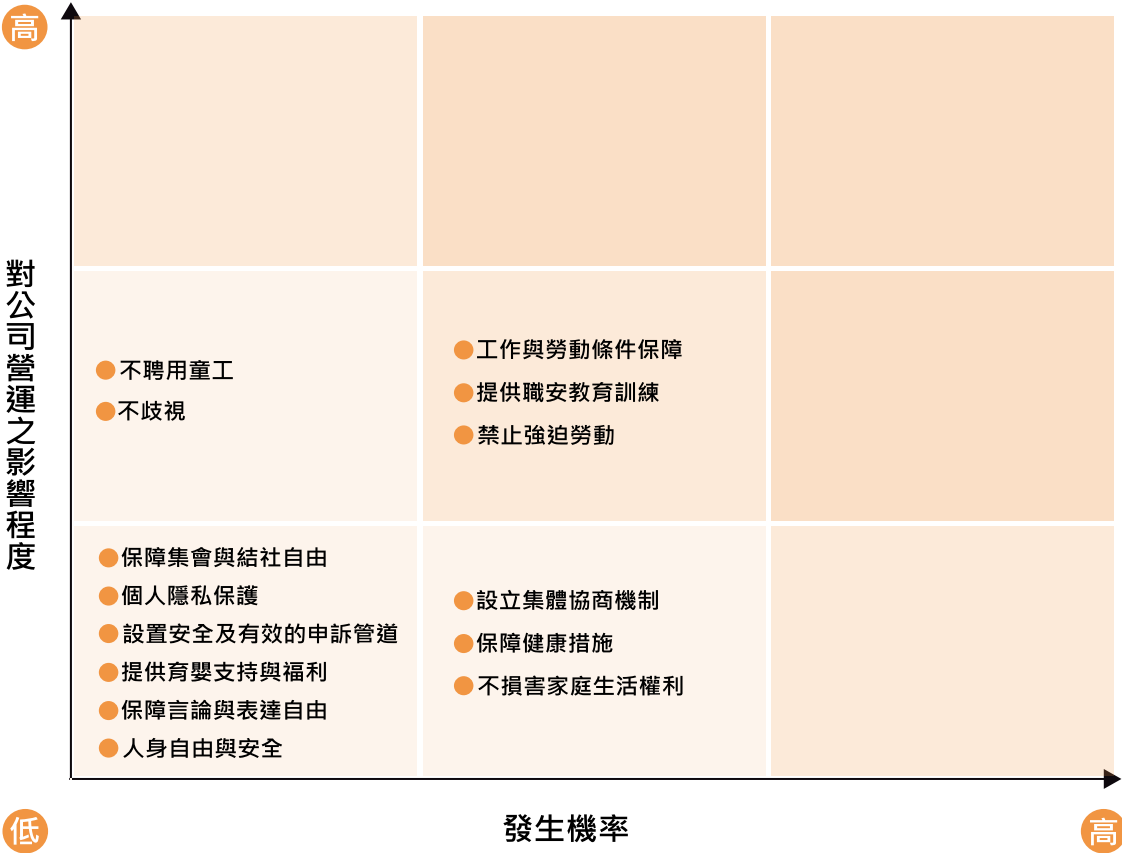 高
對公司營運之影響程度
不聘用童工
不歧視
工作與勞動條件保障
提供職安教育訓練
禁止強迫勞動
保障集會與結社自由
個人隱私保護
設置安全及有效的申訴管道
提供育嬰支持與福利
保障言論與表達自由
人身自由與安全
設立集體協商機制
保障健康措施
不損害家庭生活權利
低
發生機率
高